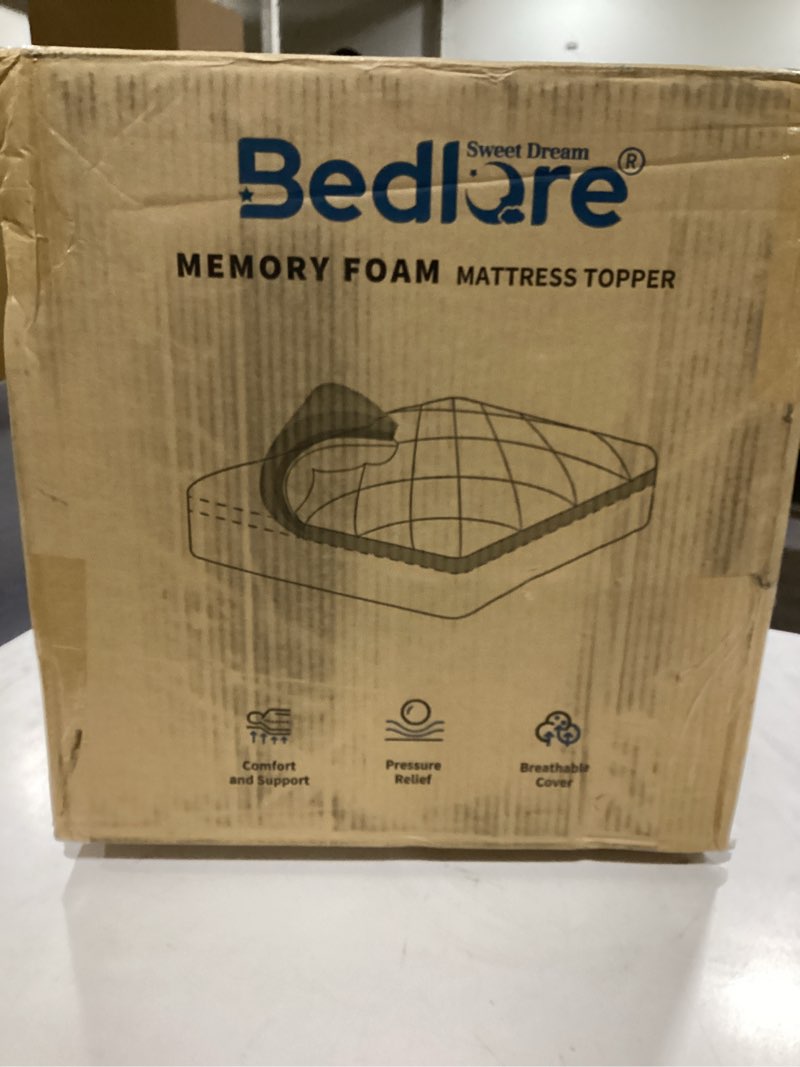 Sweet Dream
Bedlore®
MEMORY FOAM MATTRESS TOPPER
Comfort
and Support
Pressure
Relief
Breathable
Cover